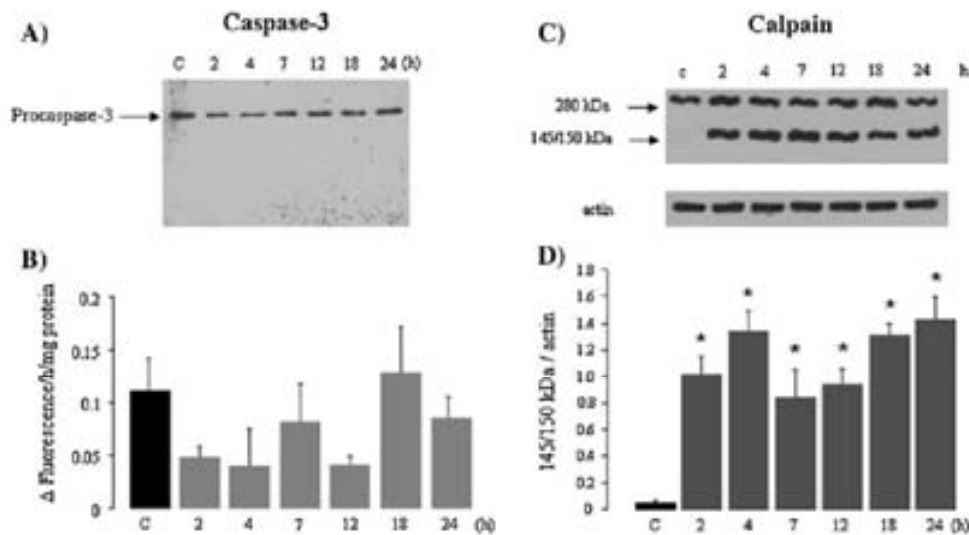 A)
Caspase-3
C 2 4 7 12 18 24 (h)
Procaspase-3
B)
Δ Fluorescence/h/mg protein
0.2
0.15
0.1
0.05
0
C 2 4 7 12 18 24 (h)
C)
Calpain
c 2 4 7 12 18 24 h
280 kDa
145/150 kDa
actin
D)
145/150 kDa / actin
1.8
1.6
1.4
1.2
1.0
0.8
0.6
0.4
0.2
0
* * * * * *
C 2 4 7 12 18 24 (h)